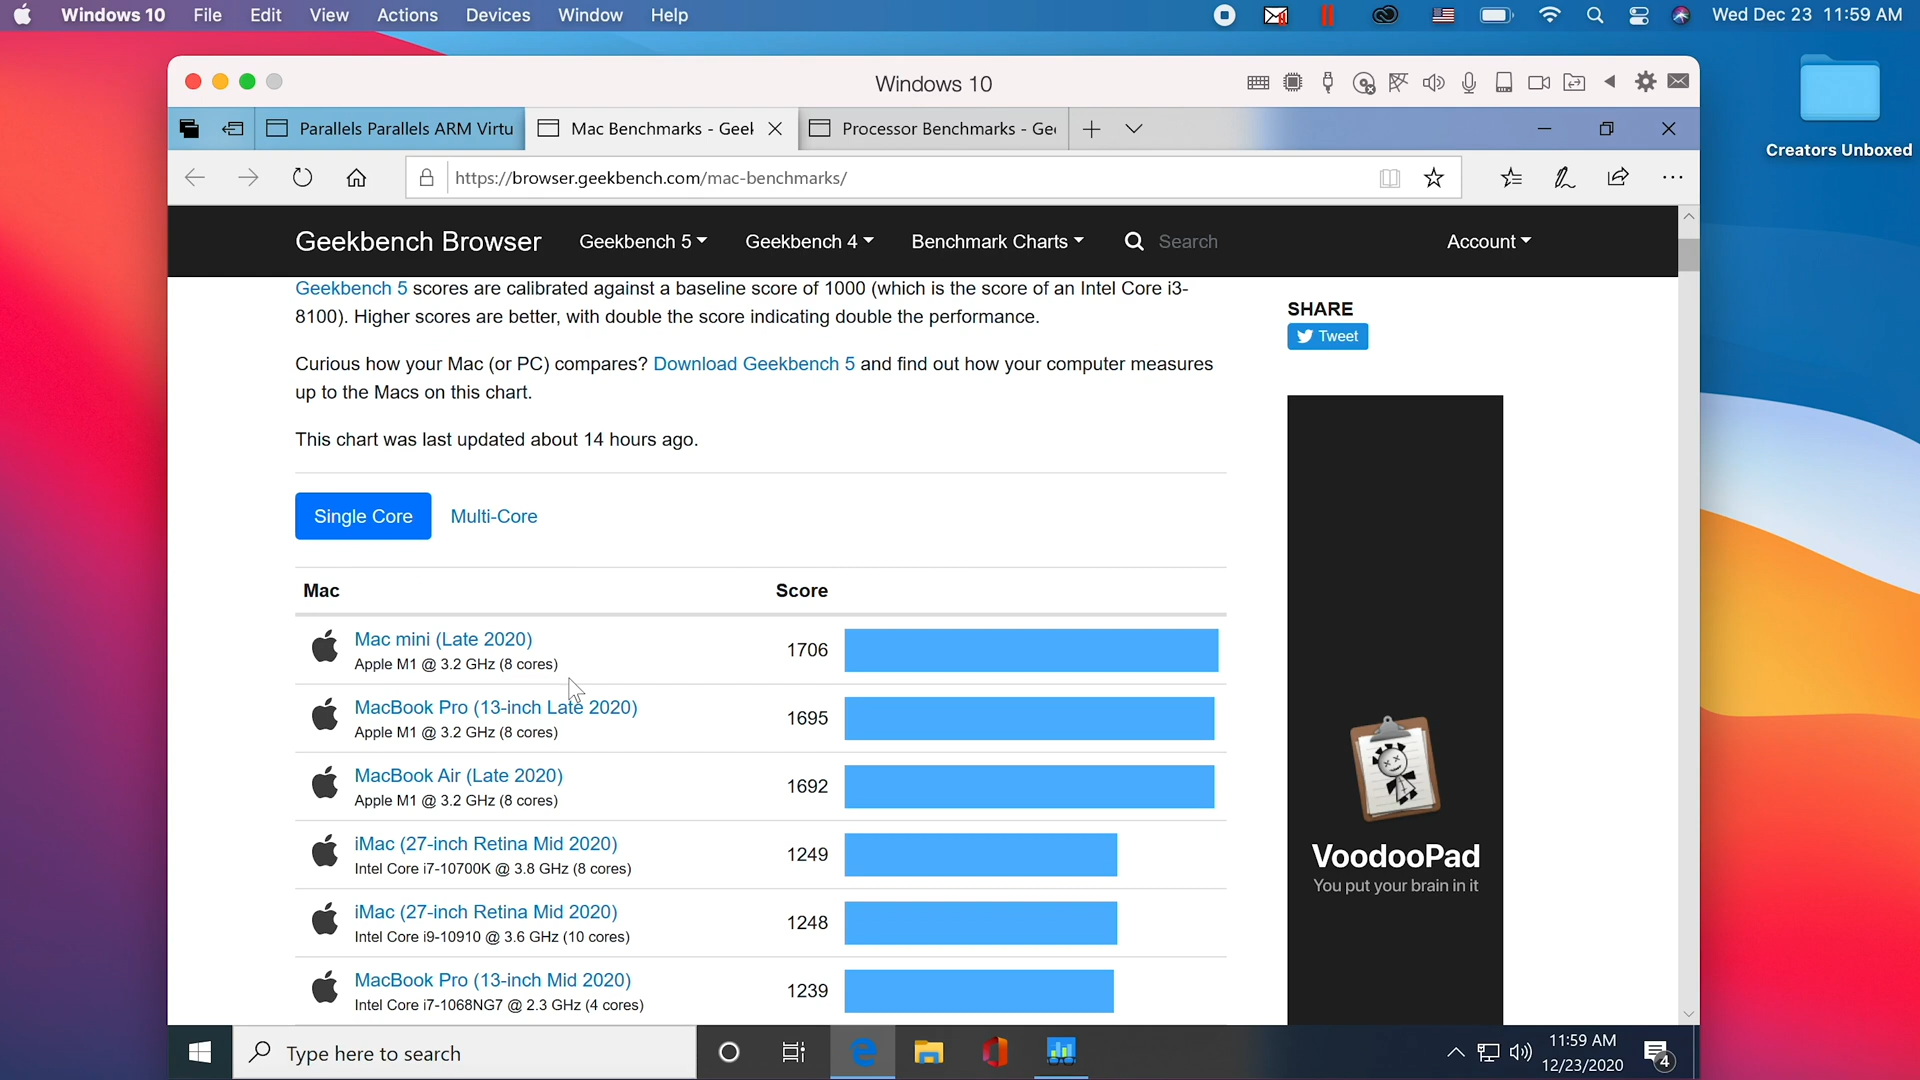 Windows 10 File Edit View Actions Devices Window Help Wed Dec 23 11:59 AM
Windows 10
Creators Unboxed
Parallels Parallels ARM Virtu Mac Benchmarks - Geek Processor Benchmarks - Gee
https://browser.geekbench.com/mac-benchmarks/
Geekbench Browser Geekbench 5 Geekbench 4 Benchmark Charts Search Account
Geekbench 5 scores are calibrated against a baseline score of 1000 (which is the score of an Intel Core i3-
8100). Higher scores are better, with double the score indicating double the performance.
SHARE
Tweet
Curious how your Mac (or PC) compares? Download Geekbench 5 and find out how your computer measures
up to the Macs on this chart.
This chart was last updated about 14 hours ago.
Single Core Multi-Core
Mac Score
Mac mini (Late 2020)
Apple M1 @ 3.2 GHz (8 cores)
1706
MacBook Pro (13-inch Late 2020)
Apple M1 @ 3.2 GHz (8 cores)
1695
MacBook Air (Late 2020)
Apple M1 @ 3.2 GHz (8 cores)
1692
iMac (27-inch Retina Mid 2020)
Intel Core i7-10700K @ 3.8 GHz (8 cores)
1249
iMac (27-inch Retina Mid 2020)
Intel Core i9-10910 @ 3.6 GHz (10 cores)
1248
MacBook Pro (13-inch Mid 2020)
Intel Core i7-1068NG7 @ 2.3 GHz (4 cores)
1239
VoodooPad
You put your brain in it
Type here to search
11:59 AM
12/23/2020
4